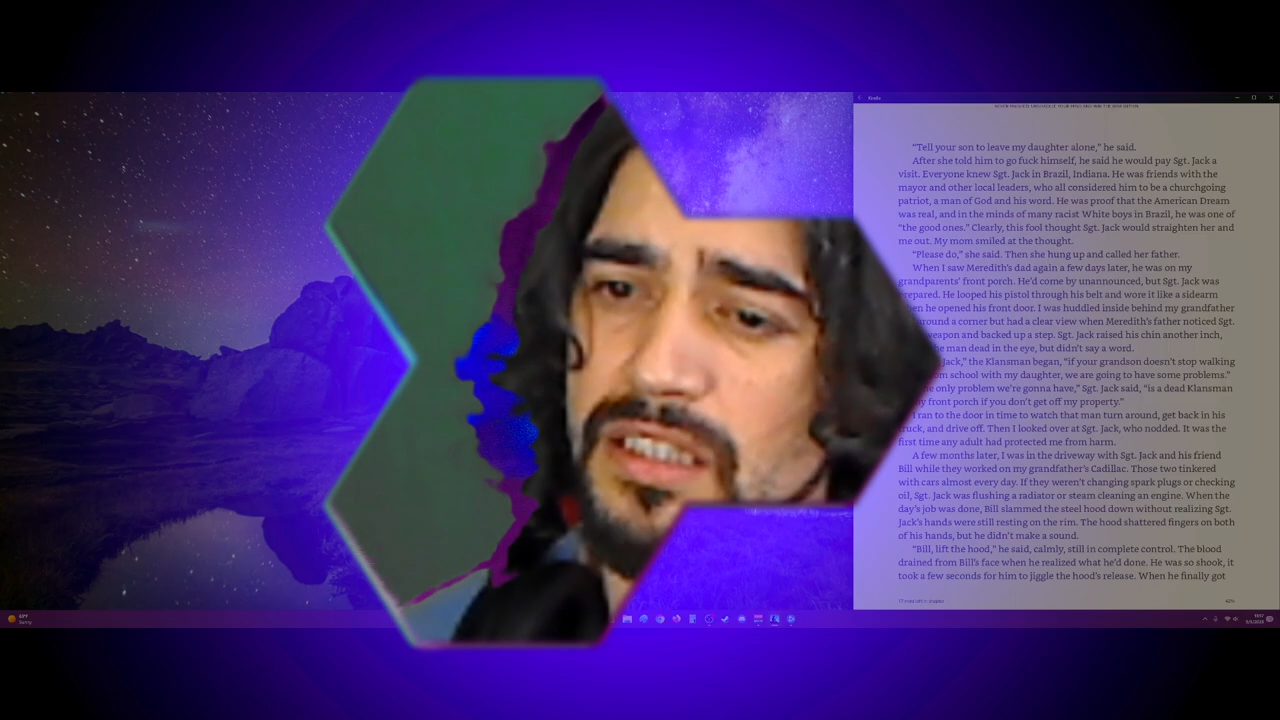 Kindle
NEVER FINISHED: UNSHACKLE YOUR MIND AND WIN THE WAR WITHIN
“Tell your son to leave my daughter alone,” he said.
After she told him to go fuck himself, he said he would pay Sgt. Jack a
visit. Everyone knew Sgt. Jack in Brazil, Indiana. He was friends with the
mayor and other local leaders, who all considered him to be a churchgoing
patriot, a man of God and his word. He was proof that the American Dream
was real, and in the minds of many racist White boys in Brazil, he was one of
“the good ones.” Clearly, this fool thought Sgt. Jack would straighten her and
me out. My mom smiled at the thought.
“Please do,” she said. Then she hung up and called her father.
When I saw Meredith’s dad again a few days later, he was on my
grandparents’ front porch. He’d come by unannounced, but Sgt. Jack was
prepared. He looped his pistol through his belt and wore it like a sidearm
he opened his front door. I was huddled inside behind my grandfather
around a corner but had a clear view when Meredith’s father noticed Sgt.
weapon and backed up a step. Sgt. Jack raised his chin another inch,
man dead in the eye, but didn’t say a word.
Jack,” the Klansman began, “if your grandson doesn’t stop walking
school with my daughter, we are going to have some problems.”
only problem we’re gonna have,” Sgt. Jack said, “is a dead Klansman
front porch if you don’t get off my property.”
I ran to the door in time to watch that man turn around, get back in his
truck, and drive off. Then I looked over at Sgt. Jack, who nodded. It was the
first time any adult had protected me from harm.
A few months later, I was in the driveway with Sgt. Jack and his friend
Bill while they worked on my grandfather’s Cadillac. Those two tinkered
with cars almost every day. If they weren’t changing spark plugs or checking
oil, Sgt. Jack was flushing a radiator or steam cleaning an engine. When the
day’s job was done, Bill slammed the steel hood down without realizing Sgt.
Jack’s hands were still resting on the rim. The hood shattered fingers on both
of his hands, but he didn’t make a sound.
“Bill, lift the hood,” he said, calmly, still in complete control. The blood
drained from Bill’s face when he realized what he’d done. He was so shook, it
took a few seconds for him to jiggle the hood’s release. When he finally got
42%
Sunny